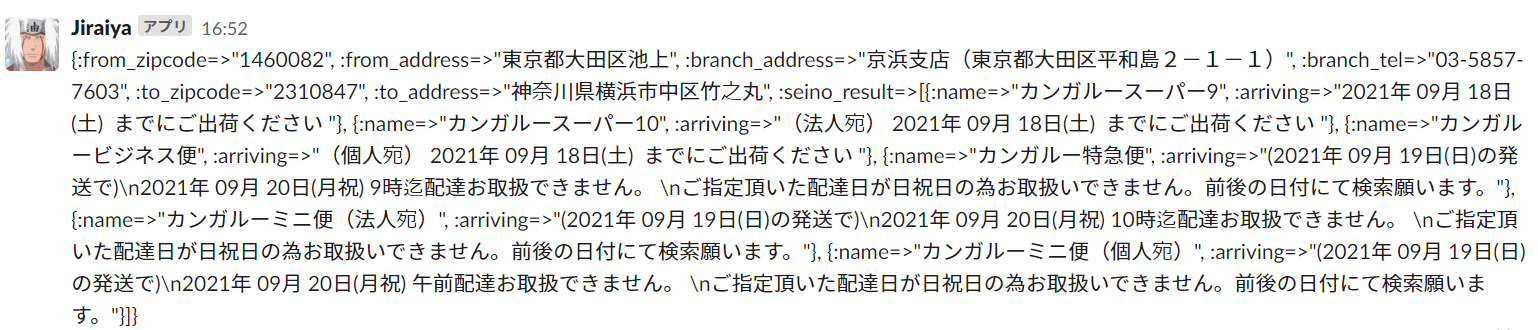 油
Jiraiya アプリ 16:52
{:from_zipcode=>"1460082", :from_address=>"東京都大田区池上", :branch_address=>"京浜支店（東京都大田区平和島２－１－１）", :branch_tel=>"03-5857-
7603", :to_zipcode=>"2310847", :to_address=>"神奈川県横浜市中区竹之丸", :seino_result=>[{:name=>"カンガルースーパー9", :arriving=>"2021年 09月 18日
(土)  までにご出荷ください "}, {:name=>"カンガルースーパー10", :arriving=>"（法人宛） 2021年 09月 18日(土)  までにご出荷ください "}, {:name=>"カンガル
ービジネス便", :arriving=>"（個人宛） 2021年 09月 18日(土)  までにご出荷ください "}, {:name=>"カンガルー特急便", :arriving=>"(2021年 09月 19日(日)の発
送で)\n2021年 09月 20日(月祝) 9時迄配達お取扱できません。 \nご指定頂いた配達日が日祝日の為お取扱いできません。前後の日付にて検索願います。"},
{:name=>"カンガルーミニ便（法人宛）", :arriving=>"(2021年 09月 19日(日)の発送で)\n2021年 09月 20日(月祝) 10時迄配達お取扱できません。 \nご指定頂
いた配達日が日祝日の為お取扱いできません。前後の日付にて検索願います。"}, {:name=>"カンガルーミニ便（個人宛）", :arriving=>"(2021年 09月 19日(日)
の発送で)\n2021年 09月 20日(月祝) 午前配達お取扱できません。 \nご指定頂いた配達日が日祝日の為お取扱いできません。前後の日付にて検索願いま
す。"}]}